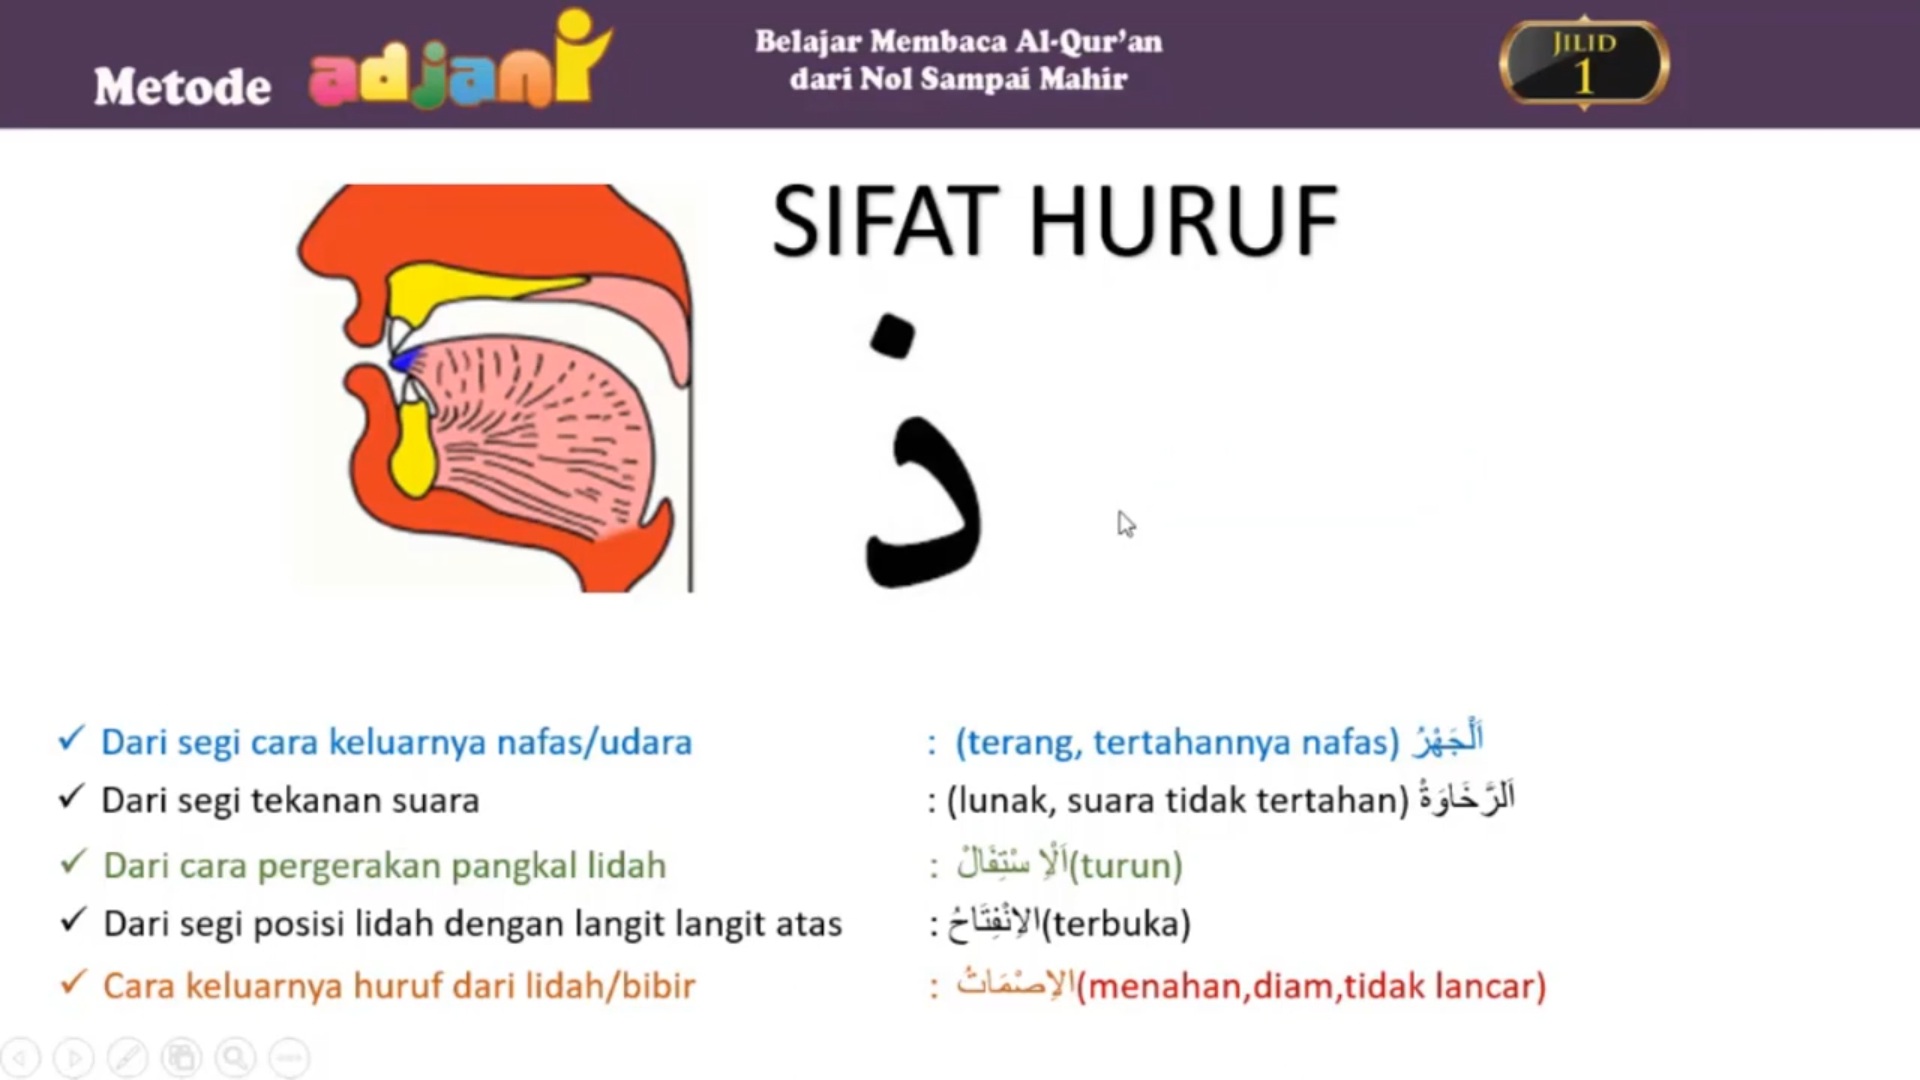 Metode adjani
Belajar Membaca Al-Qur'an
dari Nol Sampai Mahir
JILID
1
SIFAT HURUF
ذ
✓ Dari segi cara keluarnya nafas/udara : (terang, tertahannya nafas) اَلْجَهْرُ
✓ Dari segi tekanan suara : (lunak, suara tidak tertahan) اَلرَّخَاوَةُ
✓ Dari cara pergerakan pangkal lidah : اَلْاِ سْتِفَالُ(turun)
✓ Dari segi posisi lidah dengan langit langit atas : الاِنْفِتَاحُ(terbuka)
✓ Cara keluarnya huruf dari lidah/bibir : الاِصْمَاتُ(menahan,diam,tidak lancar)